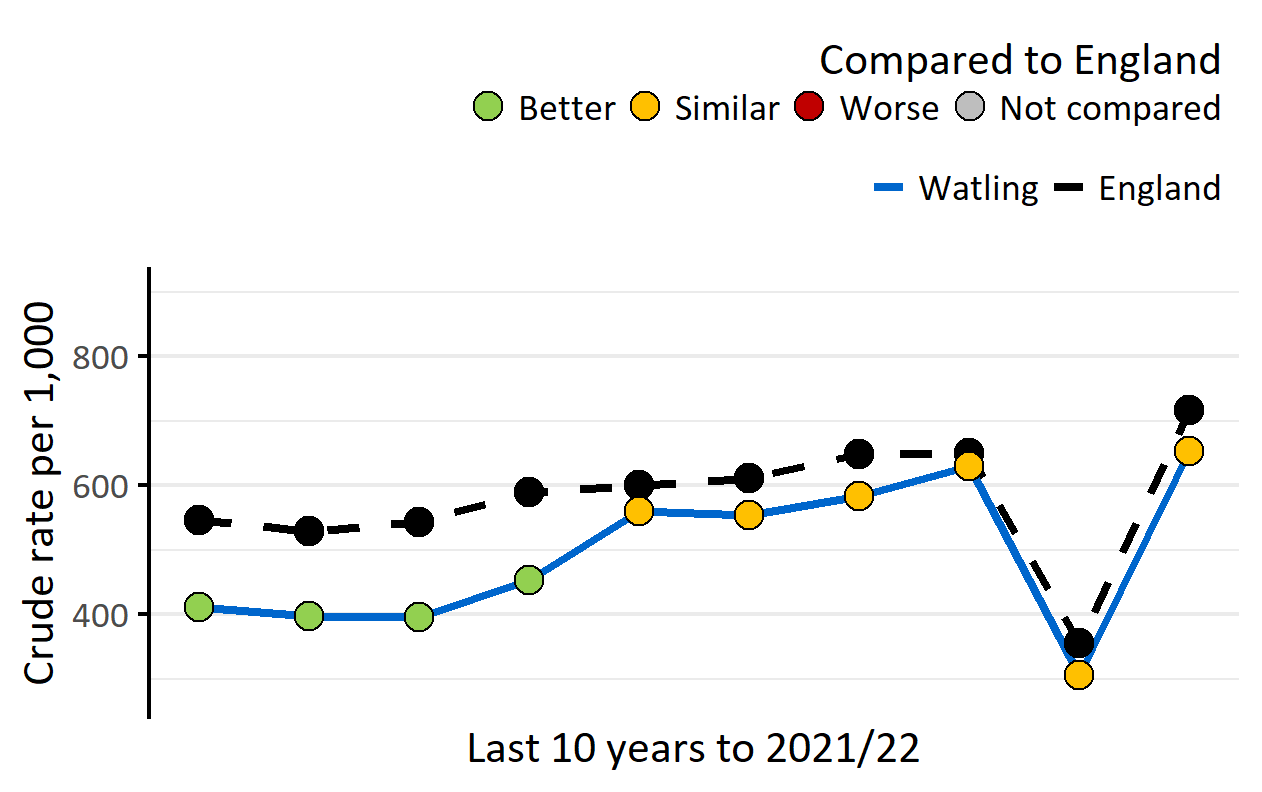 Compared to England
Better Similar Worse Not compared
Watling England
Crude rate per 1,000
800
600
400
Last 10 years to 2021/22